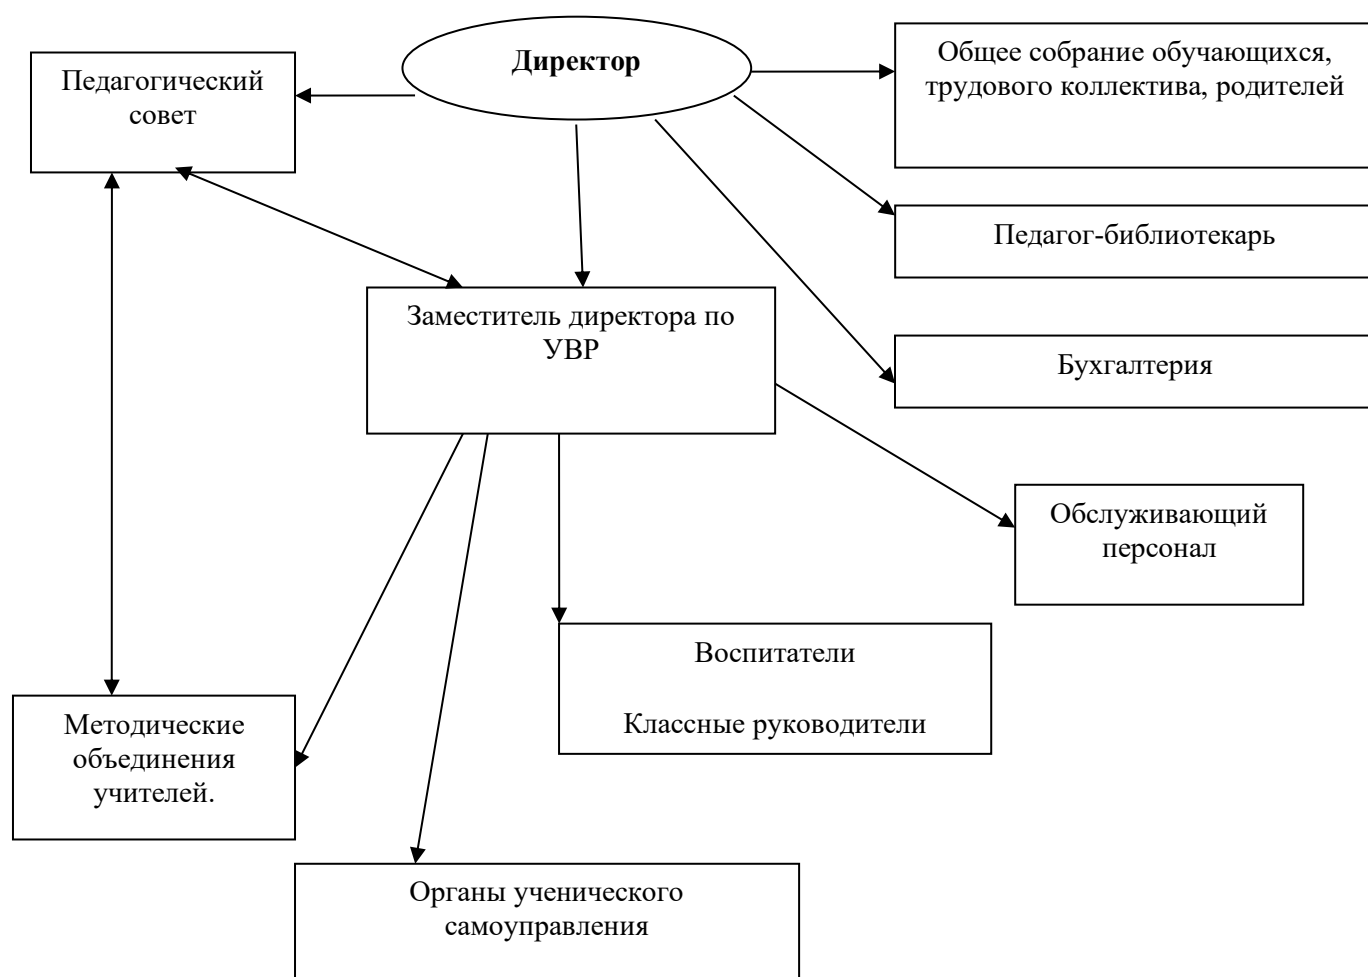 Директор
Общее собрание обучающихся,
трудового коллектива, родителей
Педагогический
совет
Педагог-библиотекарь
Заместитель директора по
УВР
Бухгалтерия
Обслуживающий
персонал
Воспитатели
Классные руководители
Методические
объединения
учителей.
Органы ученического
самоуправления